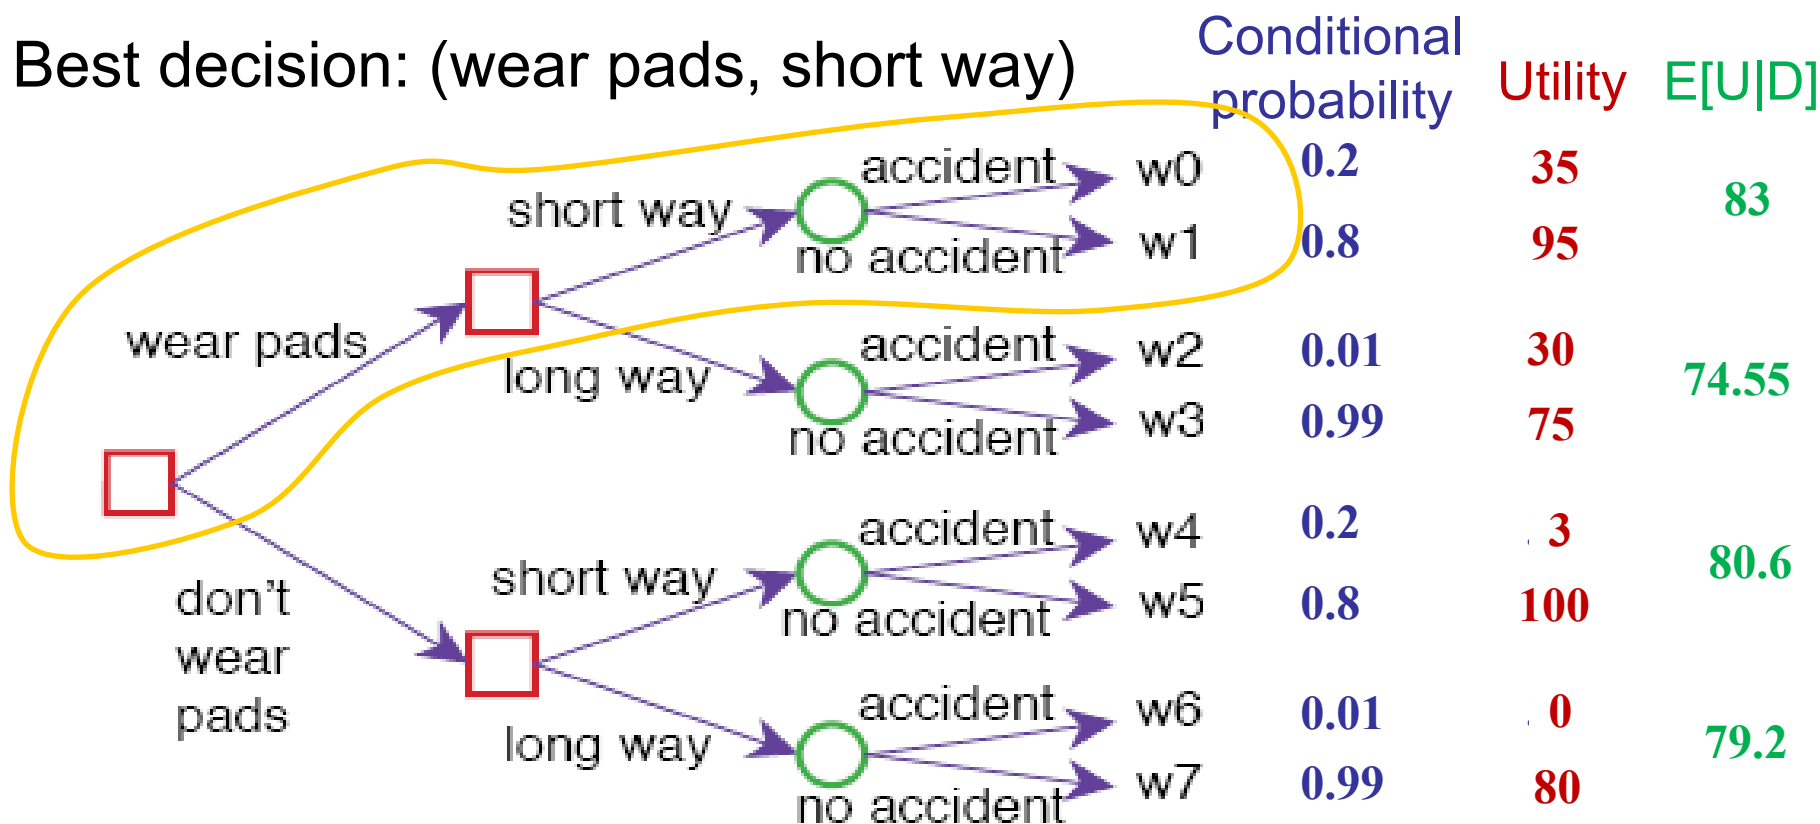 Best decision: (wear pads, short way)
Conditional
probability
Utility
E[U|D]
accident
w0
0.2
35
83
short way
no accident
w1
0.8
95
wear pads
accident
w2
0.01
30
74.55
long way
no accident
w3
0.99
75
accident
w4
0.2
3
80.6
short way
no accident
w5
0.8
100
don't
wear
pads
accident
w6
0.01
0
79.2
long way
no accident
w7
0.99
80